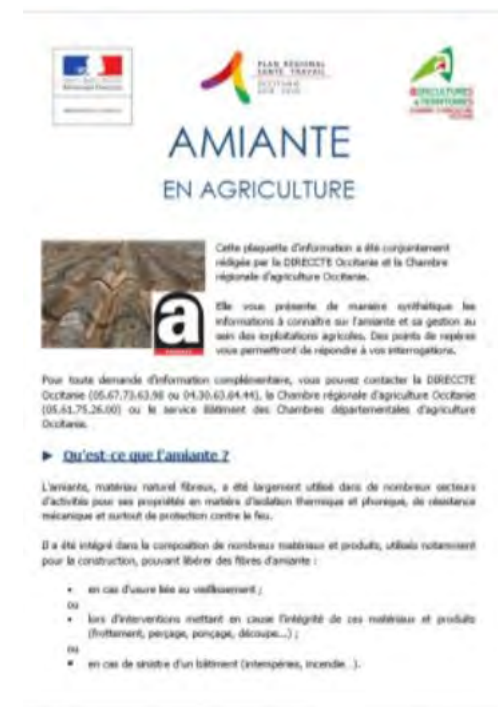 PLAN RÉGIONAL
SANTÉ TRAVAIL
OCCITANIE
AGRICULTURES
& TERRITOIRES
CHAMBRE D'AGRICULTURE
OCCITANIE
AMIANTE
EN AGRICULTURE
Cette plaquette d'information a été conjointement
rédigée par la DIRECCTE Occitanie et la Chambre
régionale d'agriculture Occitanie.
a
Elle vous présente de manière synthétique les
informations à connaître sur l'amiante et sa gestion au
sein des exploitations agricoles. Des points de repères
vous permettront de répondre à vos interrogations.
Pour toute demande d'information complémentaire, vous pouvez contacter la DIRECCTE
Occitanie (05.67.73.63.98 ou 04.30.63.64.44), la Chambre régionale d'agriculture Occitanie
(05.61.75.26.00) ou le service Bâtiment des Chambres départementales d'agriculture
Occitanie.
► Qu'est-ce que l'amiante ?
L'amiante, matériau naturel fibreux, a été largement utilisé dans de nombreux secteurs
d'activités pour ses propriétés en matière d'isolation thermique et phonique, de résistance
mécanique et surtout de protection contre le feu.
Il a été intégré dans la composition de nombreux matériaux et produits, utilisés notamment
pour la construction, pouvant libérer des fibres d'amiante :
• en cas d'usure liée au vieillissement ;
ou
• lors d'interventions mettant en cause l'intégrité de ces matériaux et produits
(frottement, perçage, ponçage, découpe...) ;
ou
• en cas de sinistre d'un bâtiment (intempéries, incendie...).